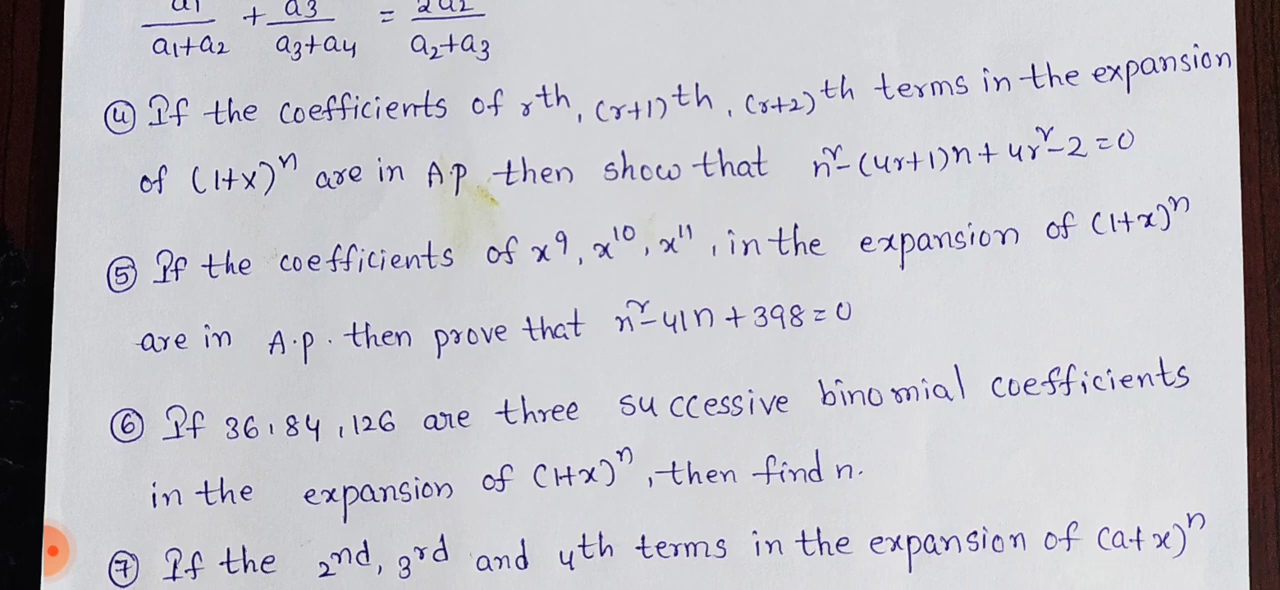 a1/a1+a2 + a3/a3+a4 = 2a2/a2+a3
④ If the coefficients of rth, (r+1)th, (r+2)th terms in the expansion
of (1+x)ⁿ are in A.P then show that n²-(4r+1)n+4r²-2=0
⑤ If the coefficients of x⁹, x¹⁰, x¹¹, in the expansion of (1+x)ⁿ
are in A.p. then prove that n²-41n+398=0
⑥ If 36, 84, 126 are three successive binomial coefficients
in the expansion of (1+x)ⁿ, then find n.
⑦ If the 2nd, 3rd and 4th terms in the expansion of (a+x)ⁿ